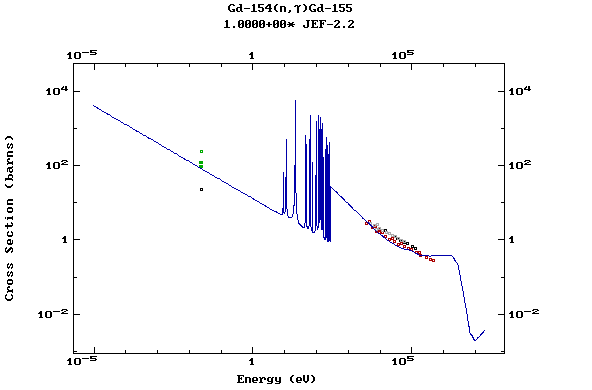 Gd-154(n,γ)Gd-155
1.0000+00* JEF-2.2
10⁻⁵ 1 10⁵
10⁴ 10⁴
10² 10²
1 1
10⁻² 10⁻²
10⁻⁵ 1 10⁵
Cross Section (barns)
Energy (eV)